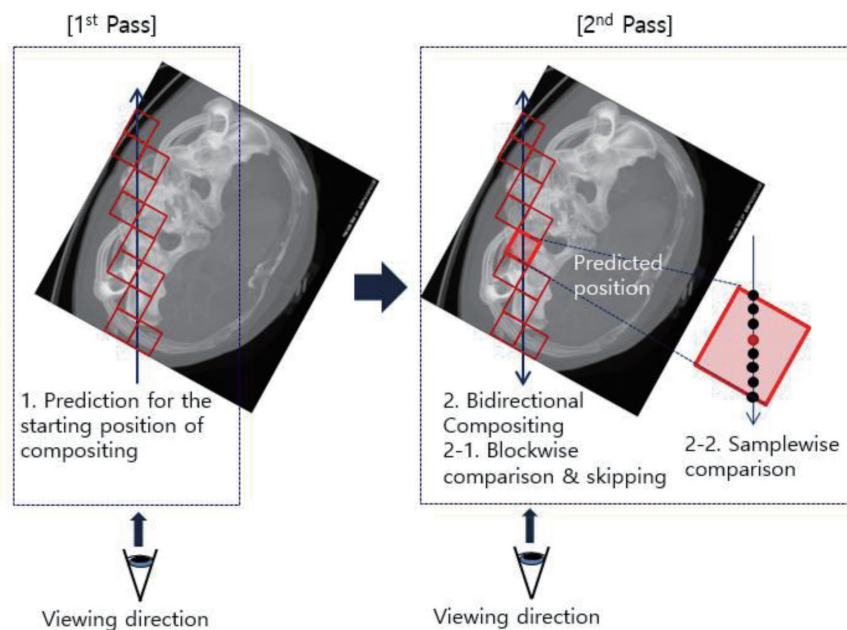 [1st Pass]
[2nd Pass]
Predicted
position
1. Prediction for the
starting position of
compositing
2. Bidirectional
Compositing
2-1. Blockwise
comparison & skipping
2-2. Samplewise
comparison
Viewing direction
Viewing direction